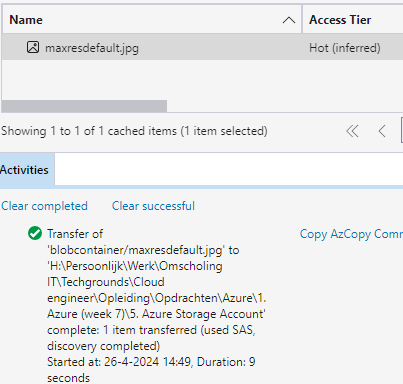 Name Access Tier
maxresdefault.jpg Hot (inferred)
Showing 1 to 1 of 1 cached items (1 item selected)
Activities
Clear completed Clear successful
Transfer of Copy AzCopy Comm
'blobcontainer/maxresdefault.jpg' to
'H:\Persoonlijk\Werk\Omscholing
IT\Techgrounds\Cloud
engineer\Opleiding\Opdrachten\Azure\1.
Azure (week 7)\5. Azure Storage Account'
complete: 1 item transferred (used SAS,
discovery completed)
Started at: 26-4-2024 14:49, Duration: 9
seconds